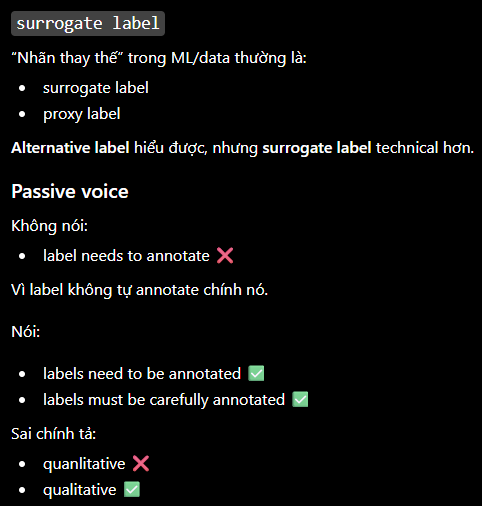 surrogate label
“Nhãn thay thế” trong ML/data thường là:
• surrogate label
• proxy label
Alternative label hiểu được, nhưng surrogate label technical hơn.
Passive voice
Không nói:
• label needs to annotate ❌
Vì label không tự annotate chính nó.
Nói:
• labels need to be annotated ✅
• labels must be carefully annotated ✅
Sai chính tả:
• quanlitative ❌
• qualitative ✅